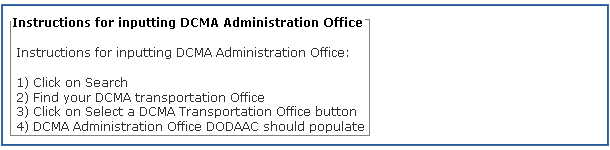 Instructions for inputting DCMA Administration Office
Instructions for inputting DCMA Administration Office:
1) Click on Search
2) Find your DCMA transportation Office
3) Click on Select a DCMA Transportation Office button
4) DCMA Administration Office DODAAC should populate